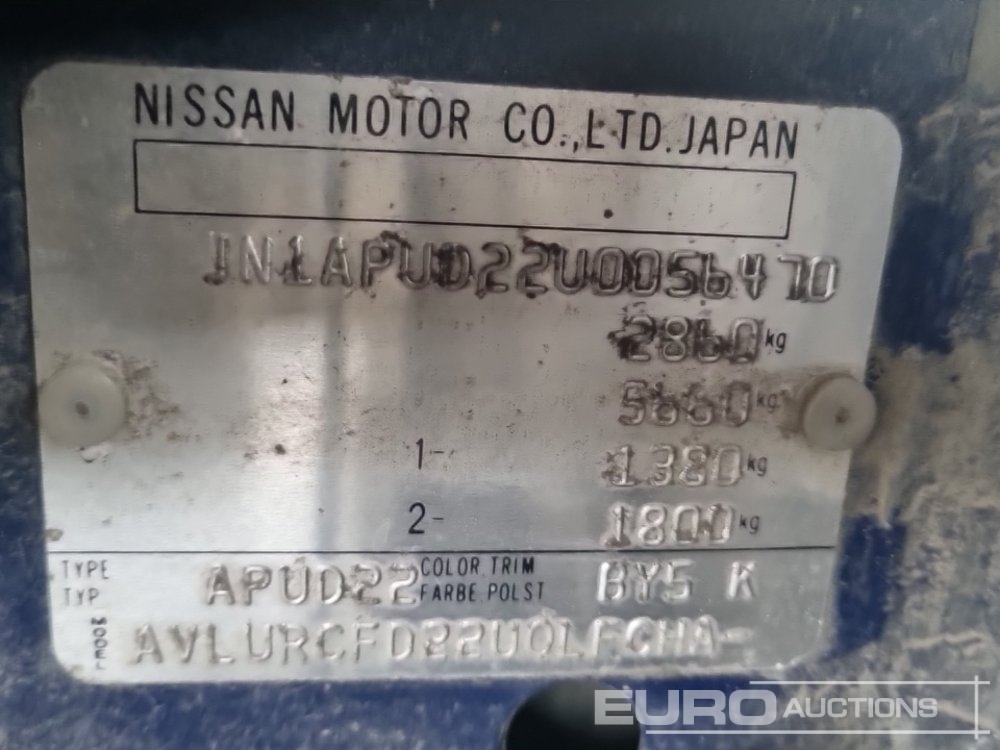 NISSAN MOTOR CO.,LTD.JAPAN
JN1APUD22U0056470
2860kg
5660kg
1- 1380kg
2- 1800kg
TYPE TYP APUD22 COLOR, TRIM FARBE, POLST BY5 K
MODEL AVLURCFD22UQLFCHA-
EURO AUCTIONS